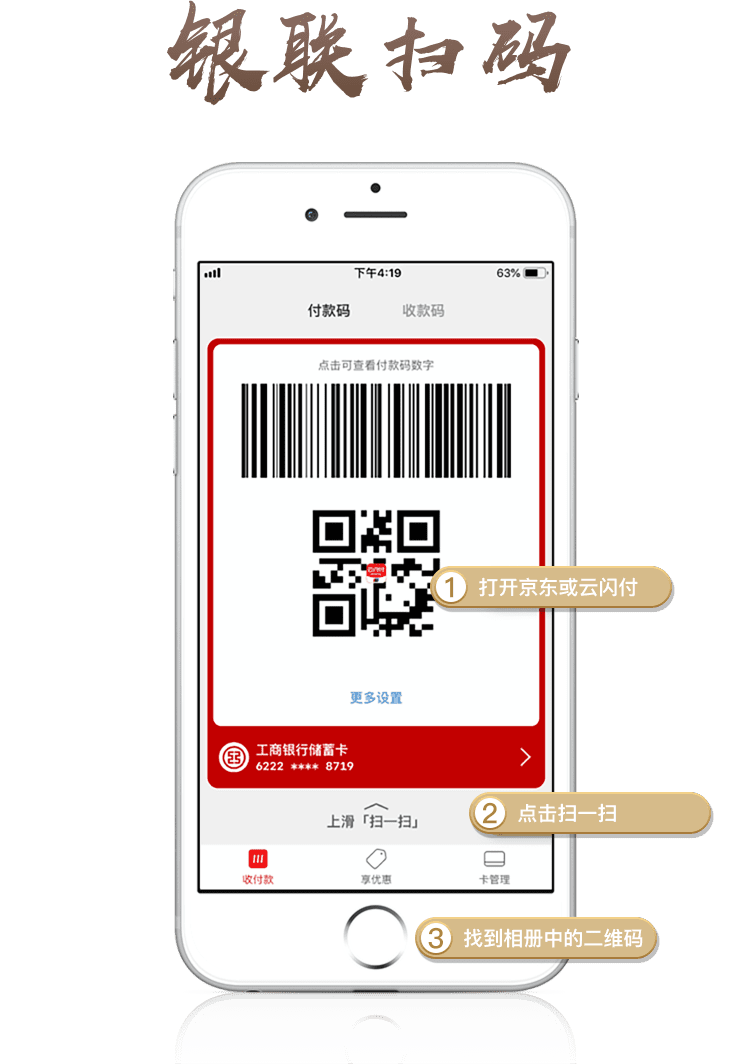 银联扫码
下午4:19
63%
付款码
收款码
点击可查看付款码数字
云闪付
① 打开京东或云闪付
更多设置
工商银行储蓄卡
6222 **** 8719
② 点击扫一扫
上滑「扫一扫」
收付款
享优惠
卡管理
③ 找到相册中的二维码